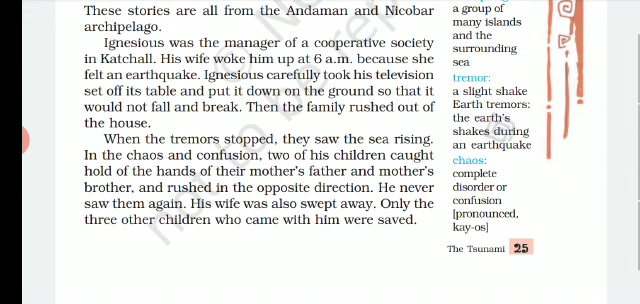 These stories are all from the Andaman and Nicobar
archipelago.
Ignesious was the manager of a cooperative society
in Katchall. His wife woke him up at 6 a.m. because she
felt an earthquake. Ignesious carefully took his television
set off its table and put it down on the ground so that it
would not fall and break. Then the family rushed out of
the house.
When the tremors stopped, they saw the sea rising.
In the chaos and confusion, two of his children caught
hold of the hands of their mother's father and mother's
brother, and rushed in the opposite direction. He never
saw them again. His wife was also swept away. Only the
three other children who came with him were saved.
a group of
many islands
and the
surrounding
sea
tremor:
a slight shake
Earth tremors:
the earth's
shakes during
an earthquake
chaos:
complete
disorder or
confusion
[pronounced,
kay-os]
The Tsunami 25
not to be rep